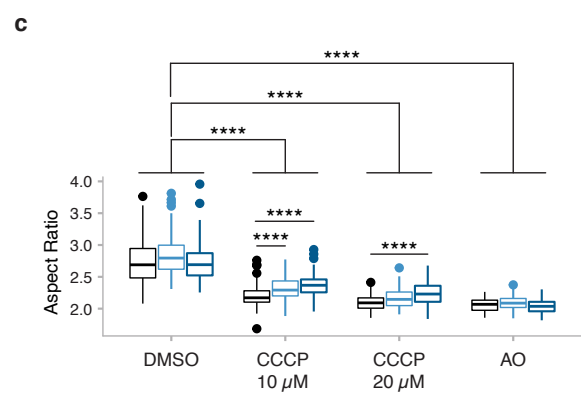 c
****
****
****
4.0
3.5
3.0
2.5
2.0
Aspect Ratio
****
****
****
DMSO CCCP CCCP AO
10 µM 20 µM